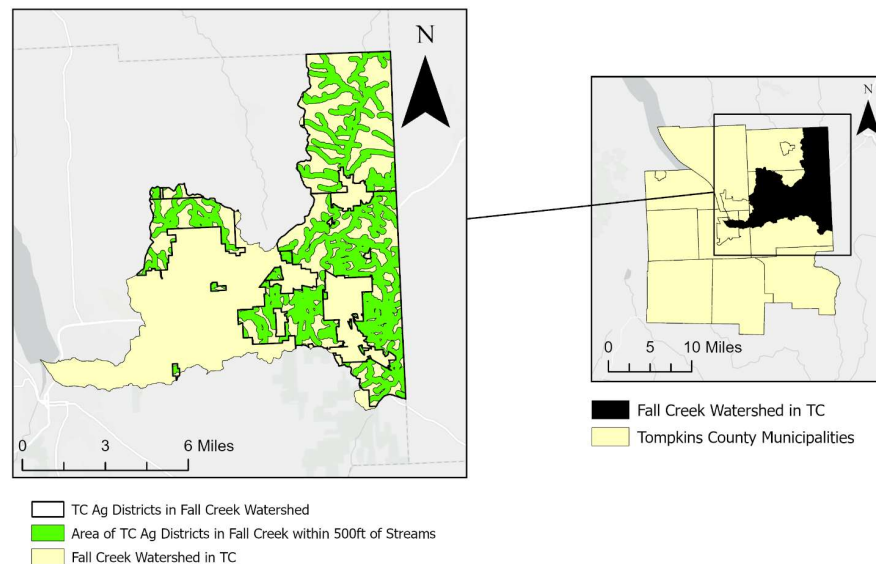 N
0 3 6 Miles
TC Ag Districts in Fall Creek Watershed
Area of TC Ag Districts in Fall Creek within 500ft of Streams
Fall Creek Watershed in TC
N
0 5 10 Miles
Fall Creek Watershed in TC
Tompkins County Municipalities